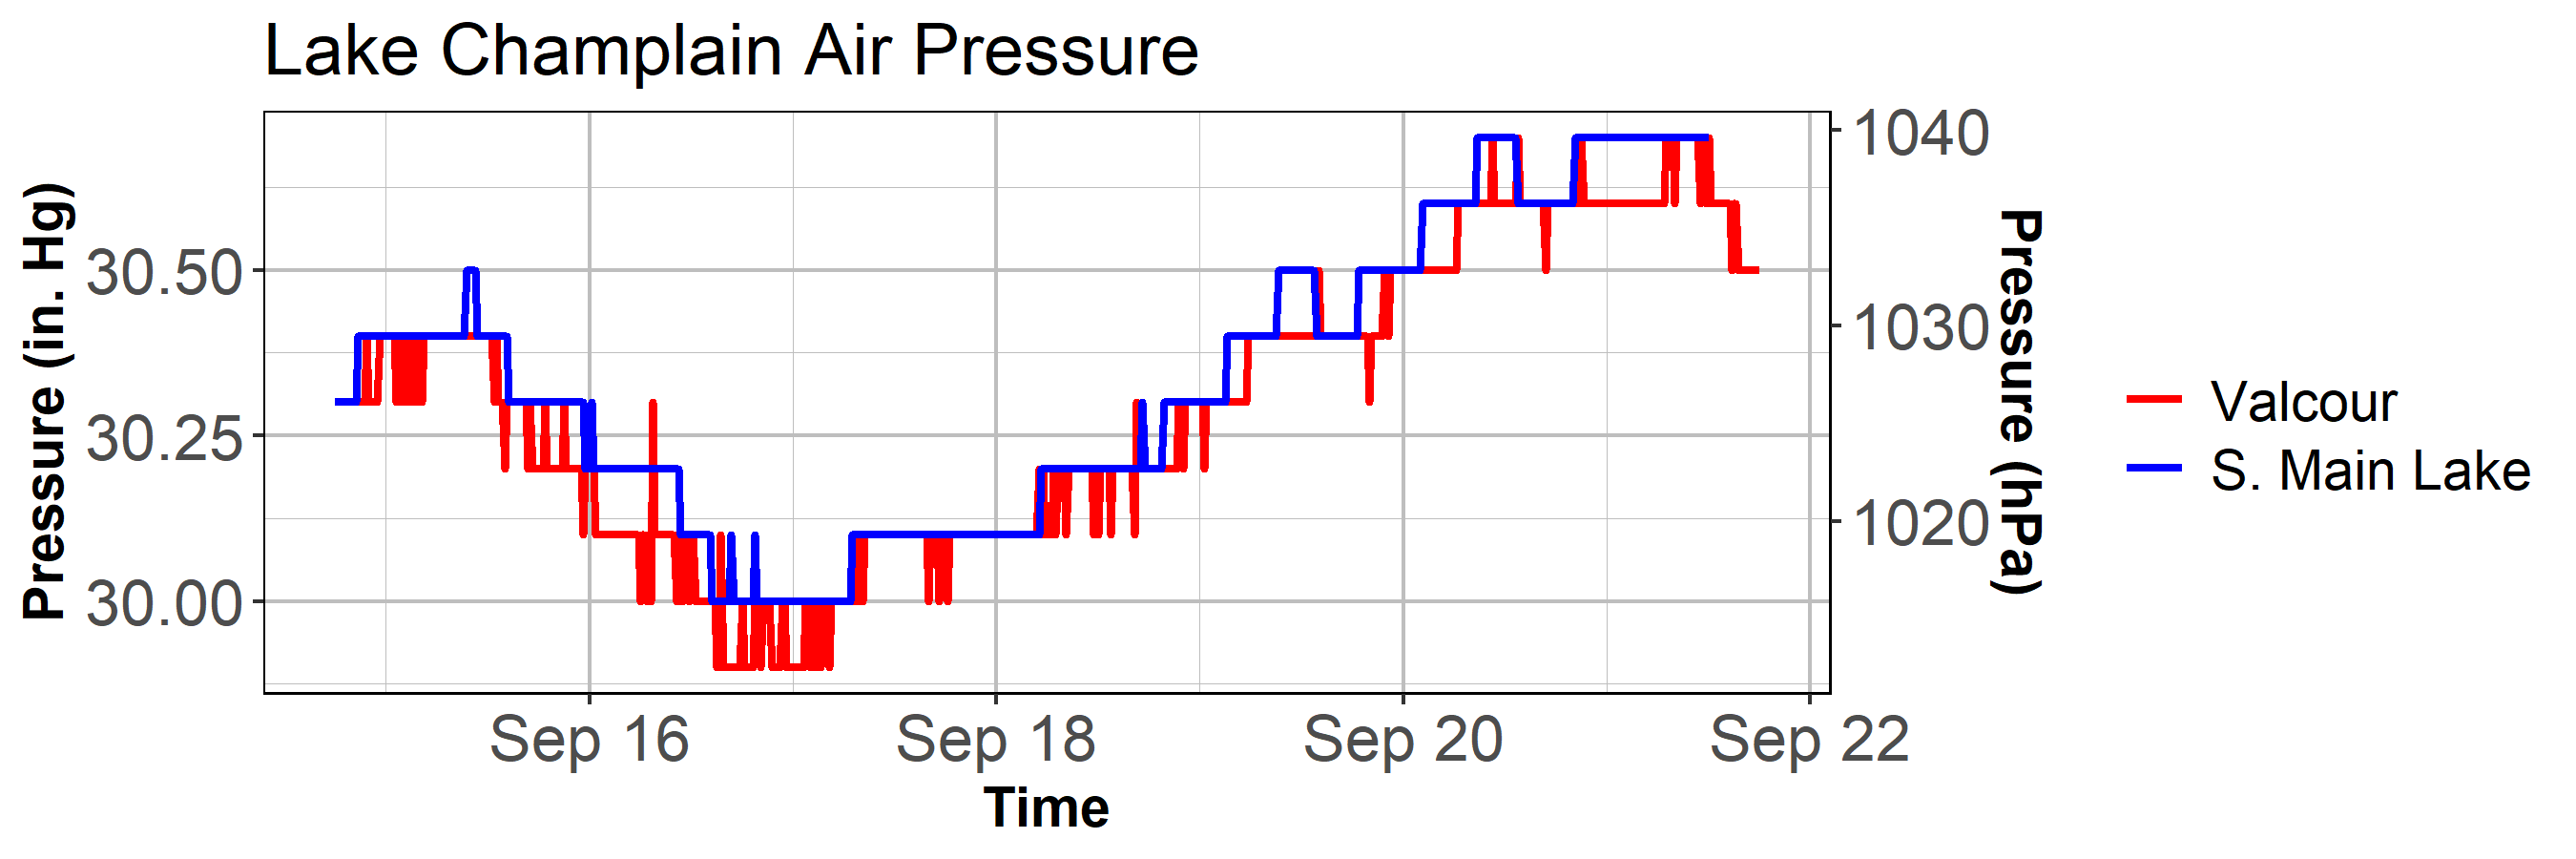 Lake Champlain Air Pressure
Pressure (in. Hg)
30.50
30.25
30.00
1040
1030
1020
Pressure (hPa)
Sep 16
Sep 18
Sep 20
Sep 22
Time
Valcour
S. Main Lake